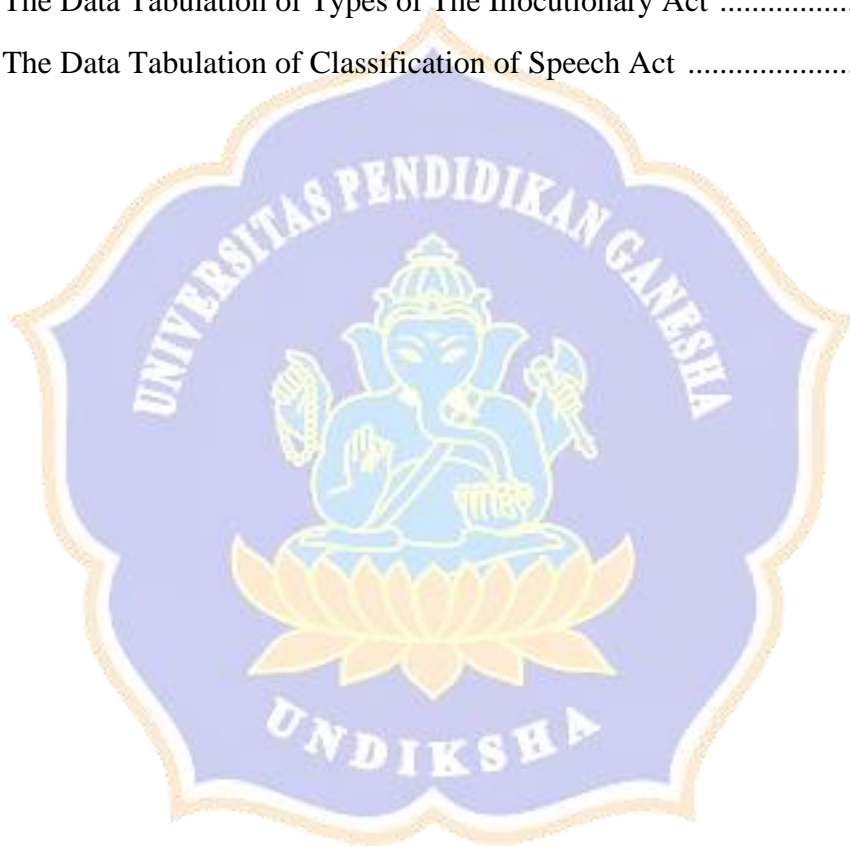 The Data Tabulation of Types of The Illocutionary Act ................
The Data Tabulation of Classification of Speech Act ....................
UNIVERSITAS PENDIDIKAN GANESHA
UNDIKSHA